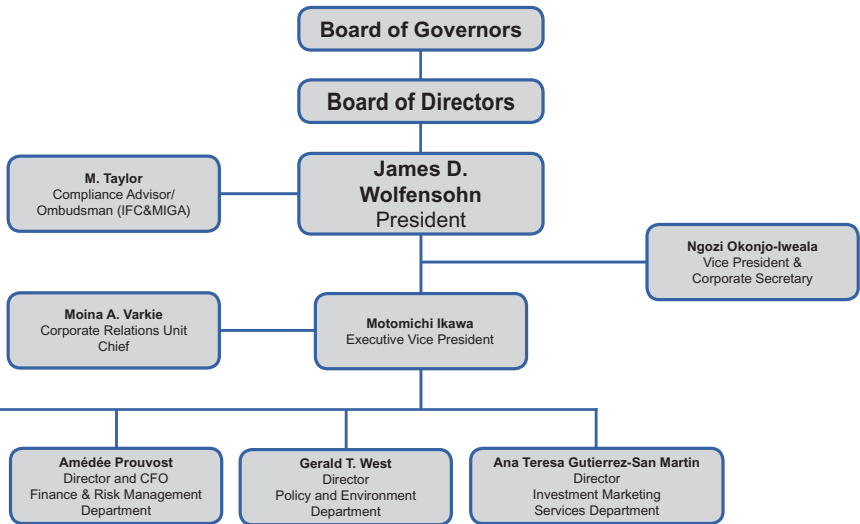 Board of Governors
Board of Directors
James D.
Wolfensohn
President
M. Taylor
Compliance Advisor/
Ombudsman (IFC&MIGA)
Ngozi Okonjo-Iweala
Vice President &
Corporate Secretary
Moina A. Varkie
Corporate Relations Unit
Chief
Motomichi Ikawa
Executive Vice President
Amédée Prouvost
Director and CFO
Finance & Risk Management
Department
Gerald T. West
Director
Policy and Environment
Department
Ana Teresa Gutierrez-San Martin
Director
Investment Marketing
Services Department